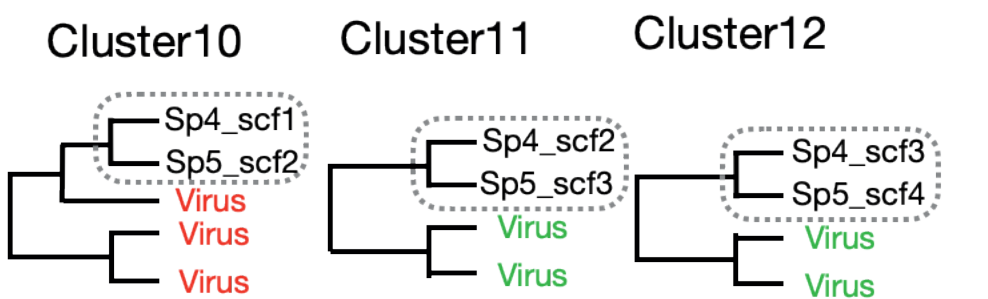 Cluster10
Sp4_scf1
Sp5_scf2
Virus
Virus
Virus
Cluster11
Sp4_scf2
Sp5_scf3
Virus
Virus
Cluster12
Sp4_scf3
Sp5_scf4
Virus
Virus